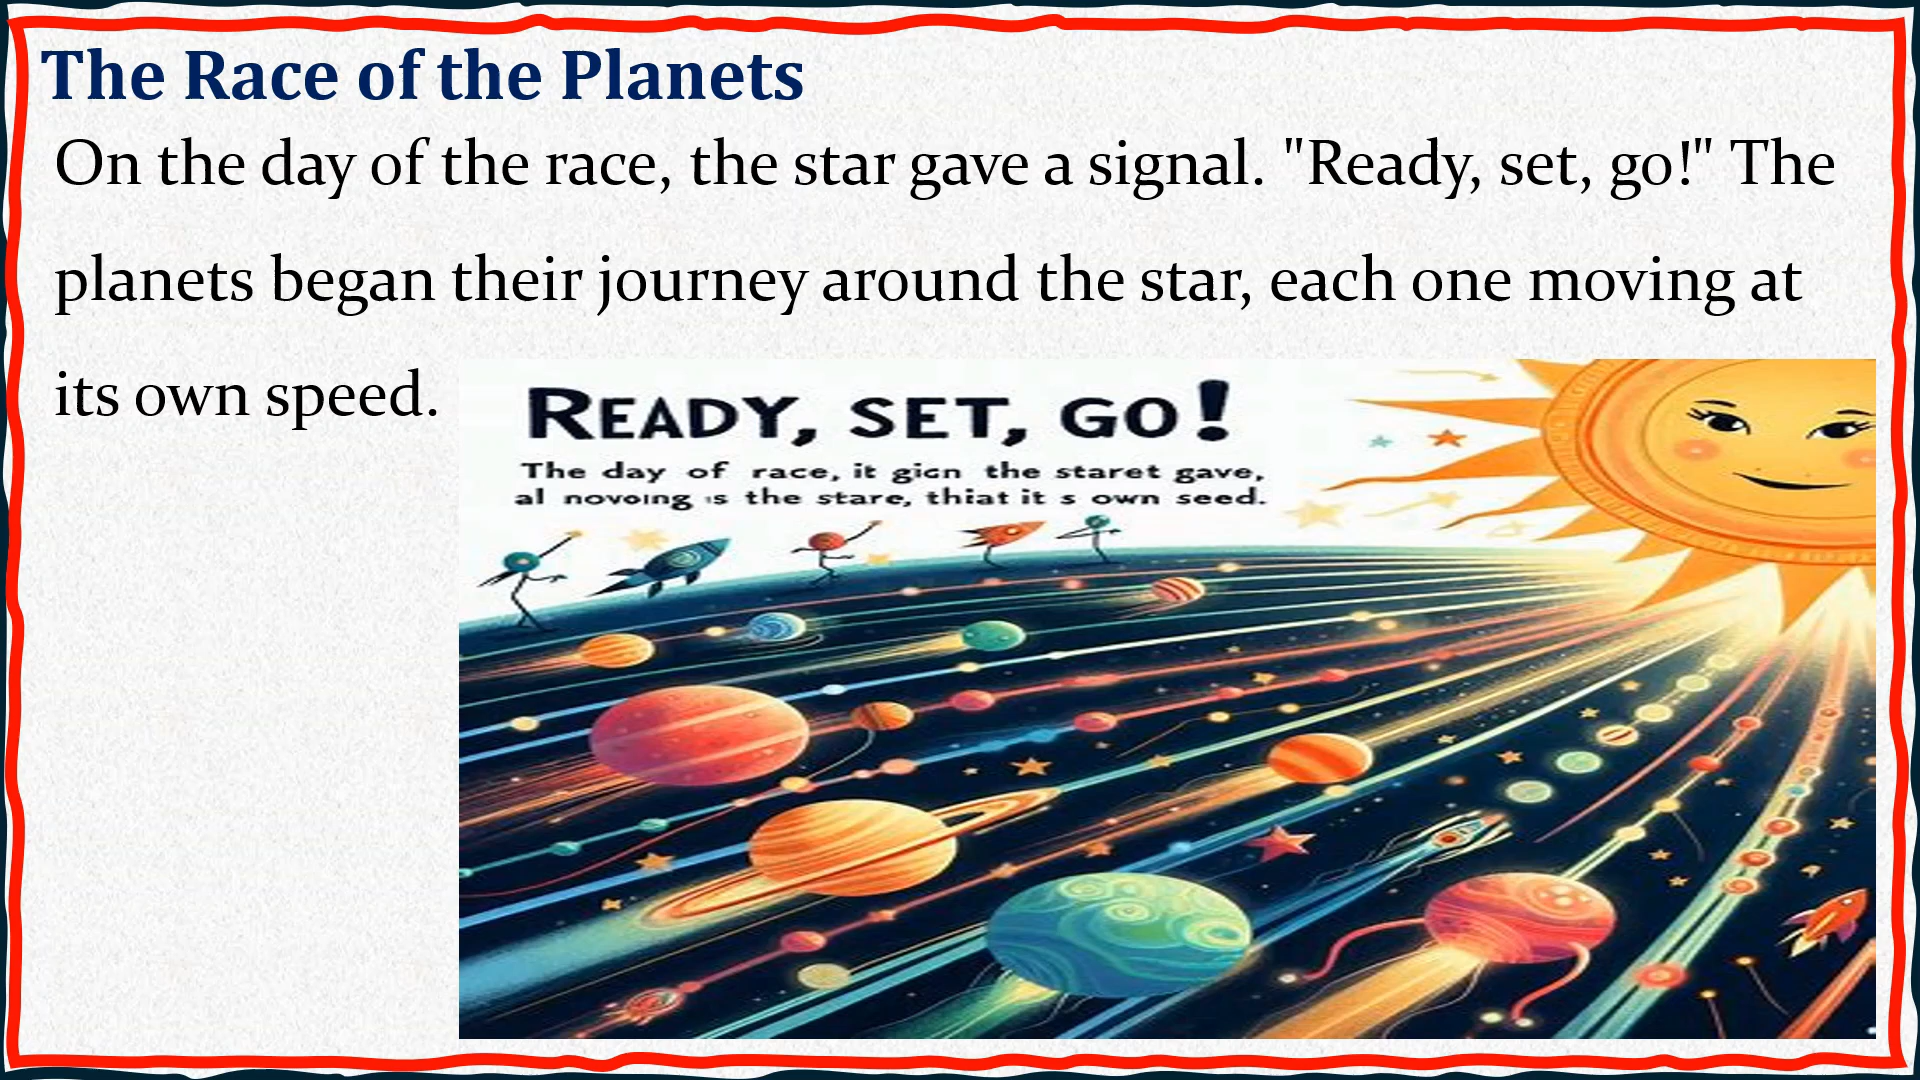 The Race of the Planets
On the day of the race, the star gave a signal. "Ready, set, go!" The
planets began their journey around the star, each one moving at
its own speed.
READY, SET, GO!
The day of race, it gicn the staret gave,
al novoing is the stare, thiat it s own seed.